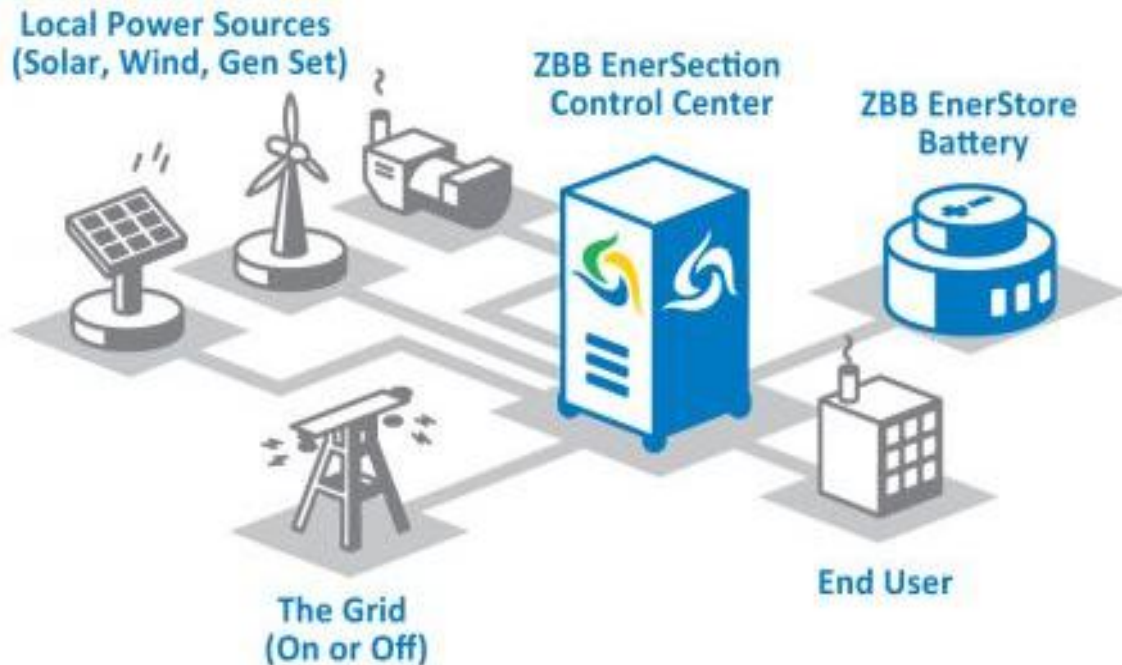 Local Power Sources
(Solar, Wind, Gen Set)
ZBB EnerSection
Control Center
ZBB EnerStore
Battery
+ -
The Grid
(On or Off)
End User